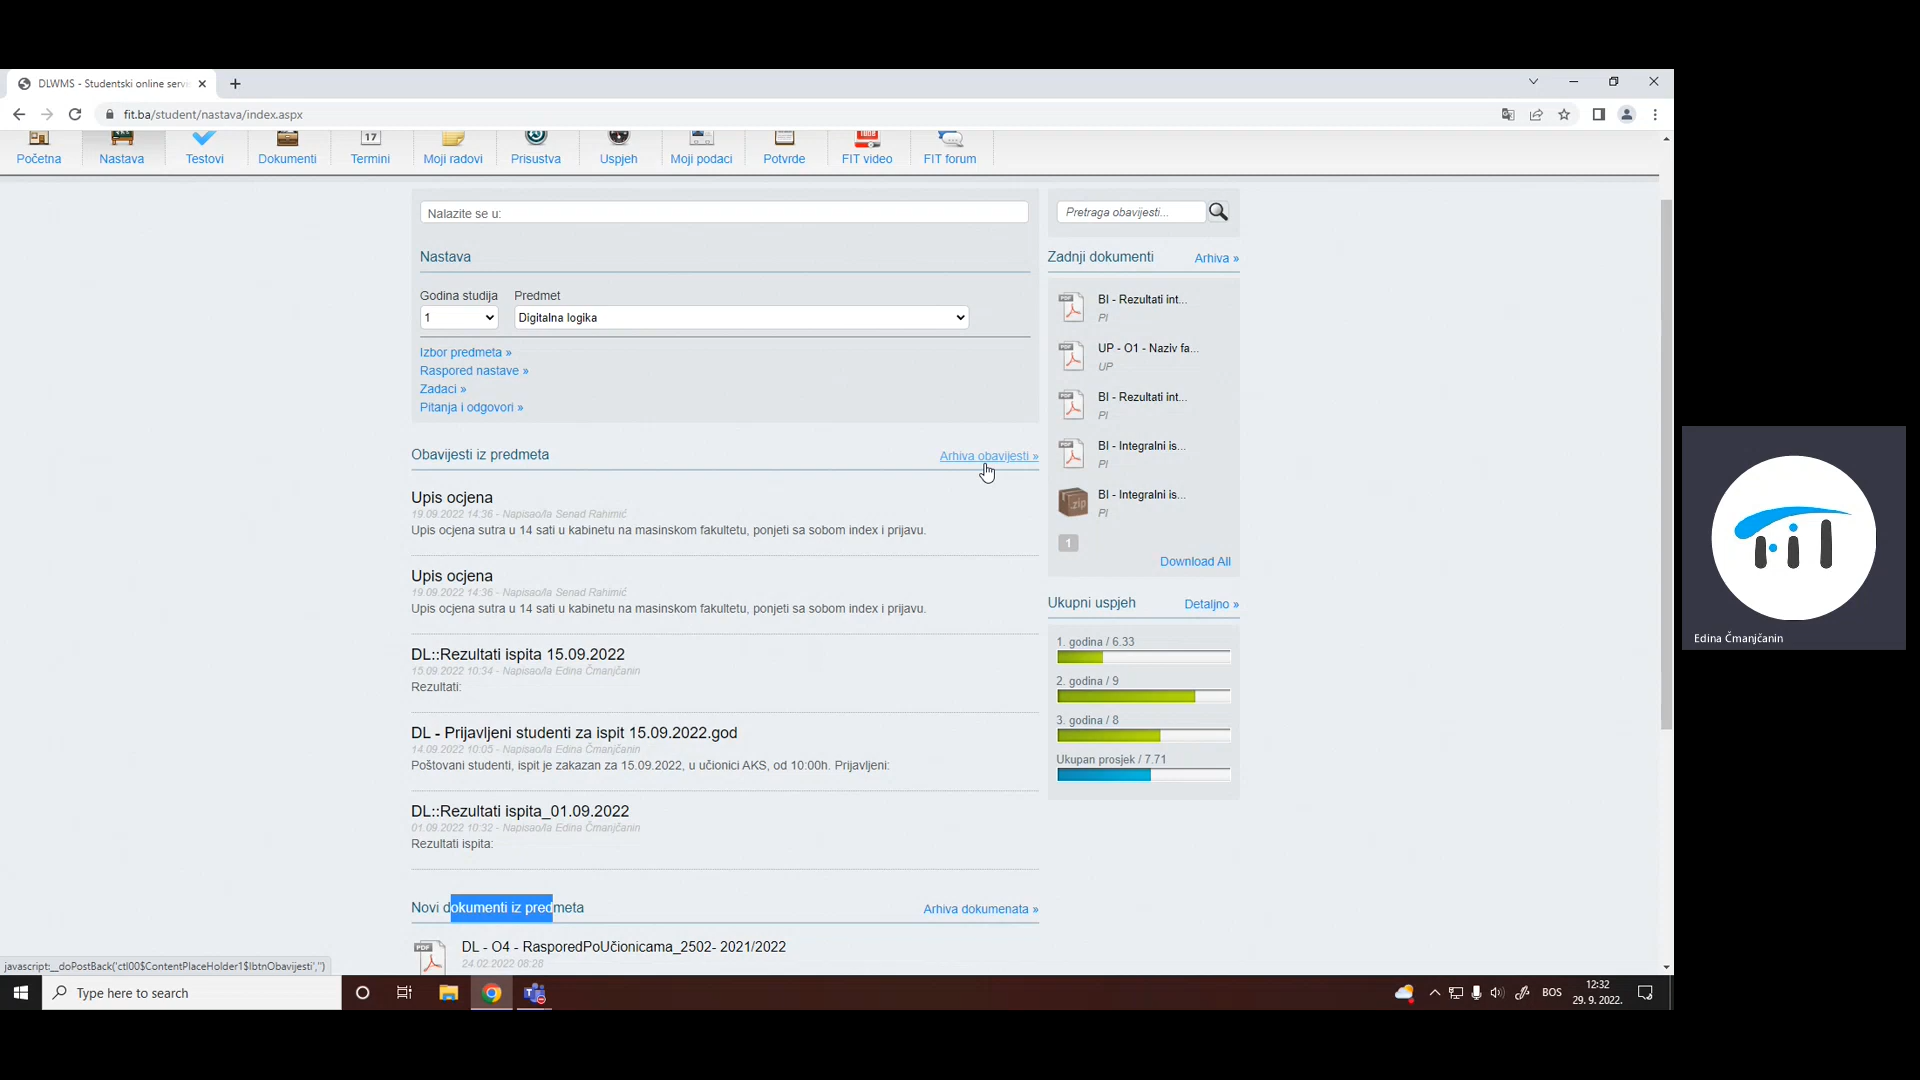 DLWMS - Studentski online serv
fit.ba/student/nastava/index.aspx
Početna
Nastava
Testovi
Dokumenti
17
Termini
Moji radovi
Prisustva
Uspjeh
Moji podaci
Potvrde
FIT video
FIT forum
Nalazite se u:
Nastava
Godina studija
Predmet
1
Digitalna logika
Izbor predmeta »
Raspored nastave »
Zadaci »
Pitanja i odgovori »
Obavijesti iz predmeta
Arhiva obavijesti »
Upis ocjena
19.09.2022 14:36 - Napisao/la Senad Rahimić
Upis ocjena sutra u 14 sati u kabinetu na masinskom fakultetu, ponjeti sa sobom index i prijavu.
Upis ocjena
19.09.2022 14:36 - Napisao/la Senad Rahimić
Upis ocjena sutra u 14 sati u kabinetu na masinskom fakultetu, ponjeti sa sobom index i prijavu.
DL::Rezultati ispita 15.09.2022
15.09.2022 10:34 - Napisao/la Edina Čmanjčanin
Rezultati:
DL - Prijavljeni studenti za ispit 15.09.2022.god
14.09.2022 10:05 - Napisao/la Edina Čmanjčanin
Poštovani studenti, ispit je zakazan za 15.09.2022, u učionici AKS, od 10:00h. Prijavljeni:
DL::Rezultati ispita_01.09.2022
01.09.2022 10:32 - Napisao/la Edina Čmanjčanin
Rezultati ispita:
Novi dokumenti iz predmeta
Arhiva dokumenata »
PDF
DL - O4 - RasporedPoUčionicama_2502- 2021/2022
24.02.2022 08:28
Pretraga obavijesti...
Zadnji dokumenti
Arhiva »
PDF
BI - Rezultati int...
PI
PDF
UP - O1 - Naziv fa...
UP
PDF
BI - Rezultati int...
PI
PDF
BI - Integralni is...
PI
.zip
BI - Integralni is...
PI
1
Download All
Ukupni uspjeh
Detaljno »
1. godina / 6.33
2. godina / 9
3. godina / 8
Ukupan prosjek / 7.71
javascript:__doPostBack('ctl00$ContentPlaceHolder1$lbtnObavijesti','')
Type here to search
BOS
12:32
29. 9. 2022.
FIT
Edina Čmanjčanin